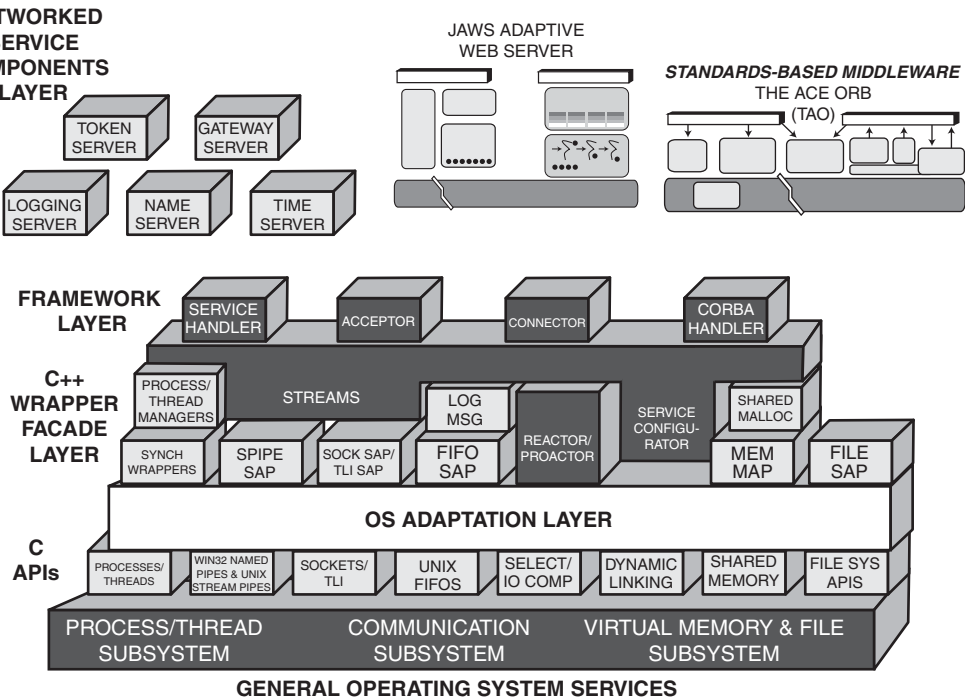 TWORKED
SERVICE
MPONENTS
LAYER
JAWS ADAPTIVE
WEB SERVER
STANDARDS-BASED MIDDLEWARE
THE ACE ORB
(TAO)
TOKEN
SERVER
GATEWAY
SERVER
LOGGING
SERVER
NAME
SERVER
TIME
SERVER
FRAMEWORK
LAYER
SERVICE
HANDLER
ACCEPTOR
CONNECTOR
CORBA
HANDLER
C++
WRAPPER
FACADE
LAYER
PROCESS/
THREAD
MANAGERS
STREAMS
LOG
MSG
REACTOR/
PROACTOR
SERVICE
CONFIGU-
RATOR
SHARED
MALLOC
SYNCH
WRAPPERS
SPIPE
SAP
SOCK SAP/
TLI SAP
FIFO
SAP
MEM
MAP
FILE
SAP
OS ADAPTATION LAYER
C
APIs
PROCESSES/
THREADS
WIN32 NAMED
PIPES & UNIX
STREAM PIPES
SOCKETS/
TLI
UNIX
FIFOS
SELECT/
IO COMP
DYNAMIC
LINKING
SHARED
MEMORY
FILE SYS
APIS
PROCESS/THREAD
SUBSYSTEM
COMMUNICATION
SUBSYSTEM
VIRTUAL MEMORY & FILE
SUBSYSTEM
GENERAL OPERATING SYSTEM SERVICES